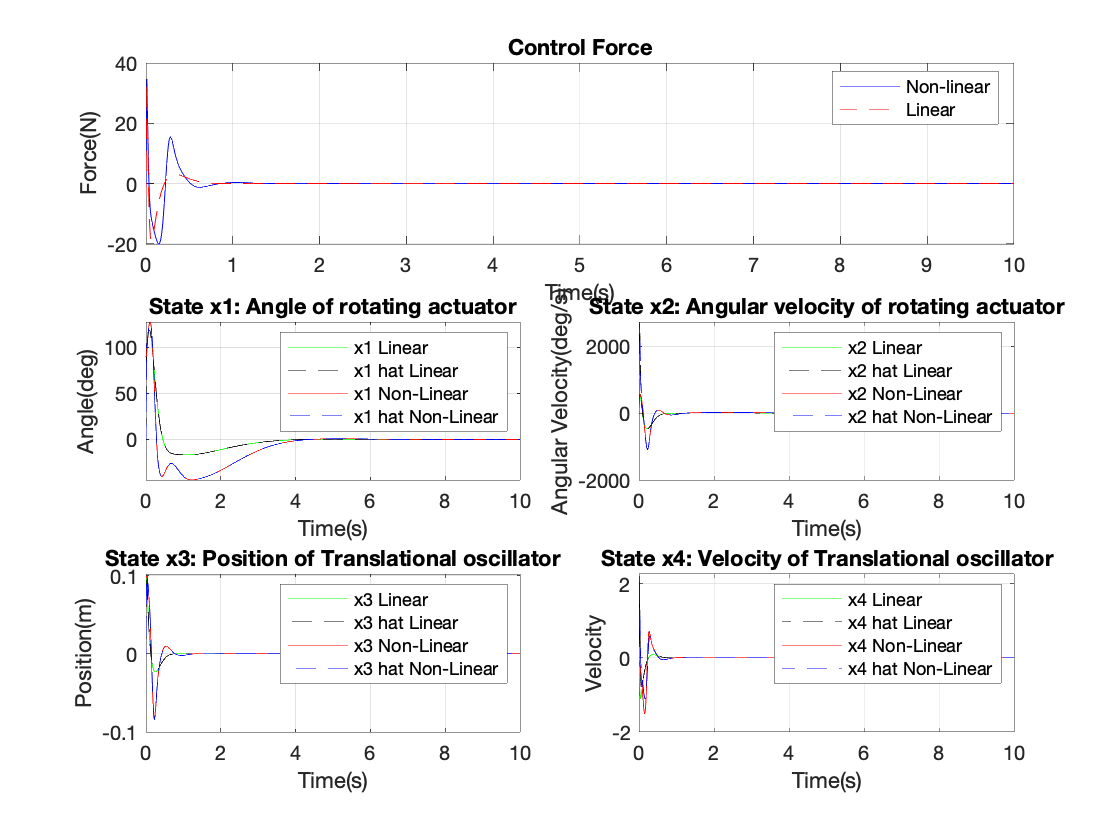 Control Force
40
20
0
-20
Force(N)
Non-linear
Linear
0 1 2 3 4 5 6 7 8 9 10
Time(s)
State x1: Angle of rotating actuator
100
50
0
Angle(deg)
x1 Linear
x1 hat Linear
x1 Non-Linear
x1 hat Non-Linear
0 2 4 6 8 10
Time(s)
State x2: Angular velocity of rotating actuator
2000
0
-2000
Angular Velocity(deg/s)
x2 Linear
x2 hat Linear
x2 Non-Linear
x2 hat Non-Linear
0 2 4 6 8 10
Time(s)
State x3: Position of Translational oscillator
0.1
0
-0.1
Position(m)
x3 Linear
x3 hat Linear
x3 Non-Linear
x3 hat Non-Linear
0 2 4 6 8 10
Time(s)
State x4: Velocity of Translational oscillator
2
0
-2
Velocity
x4 Linear
x4 hat Linear
x4 Non-Linear
x4 hat Non-Linear
0 2 4 6 8 10
Time(s)